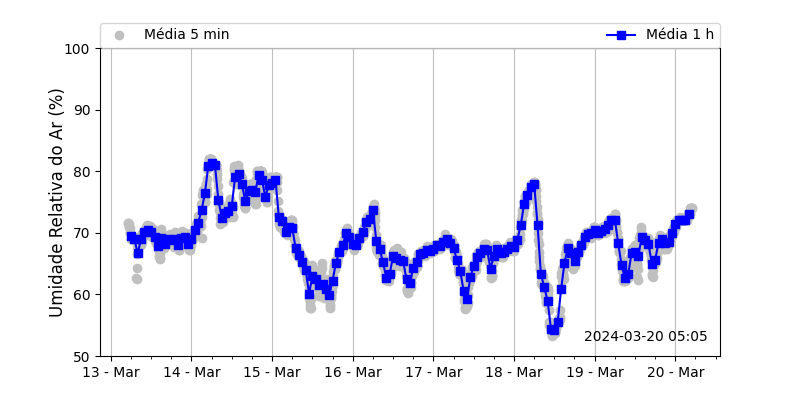 Média 5 min
Média 1 h
100
90
80
70
60
50
Umidade Relativa do Ar (%)
2024-03-20 05:05
13 - Mar
14 - Mar
15 - Mar
16 - Mar
17 - Mar
18 - Mar
19 - Mar
20 - Mar